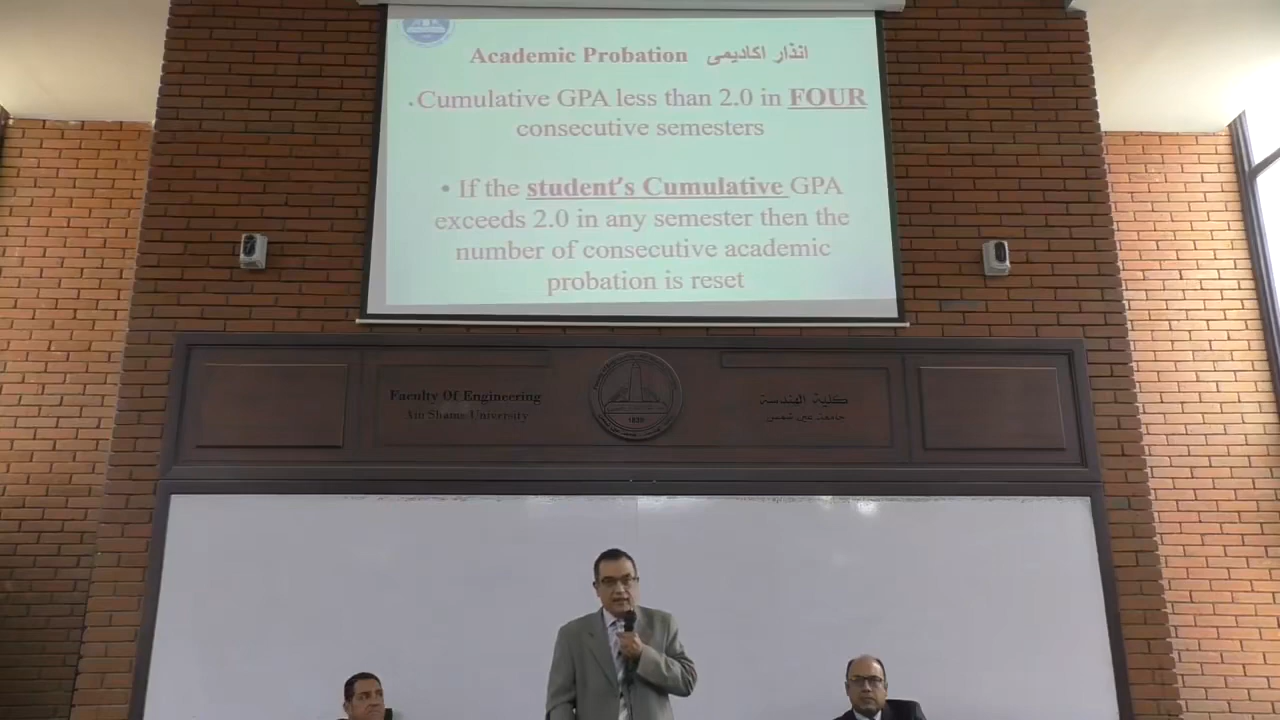 Academic Probation انذار اكاديمى
• Cumulative GPA less than 2.0 in FOUR
consecutive semesters
• If the student's Cumulative GPA
exceeds 2.0 in any semester then the
number of consecutive academic
probation is reset
Faculty Of Engineering
Ain Shams University
1839
كلية الهندسة
جامعة عين شمس